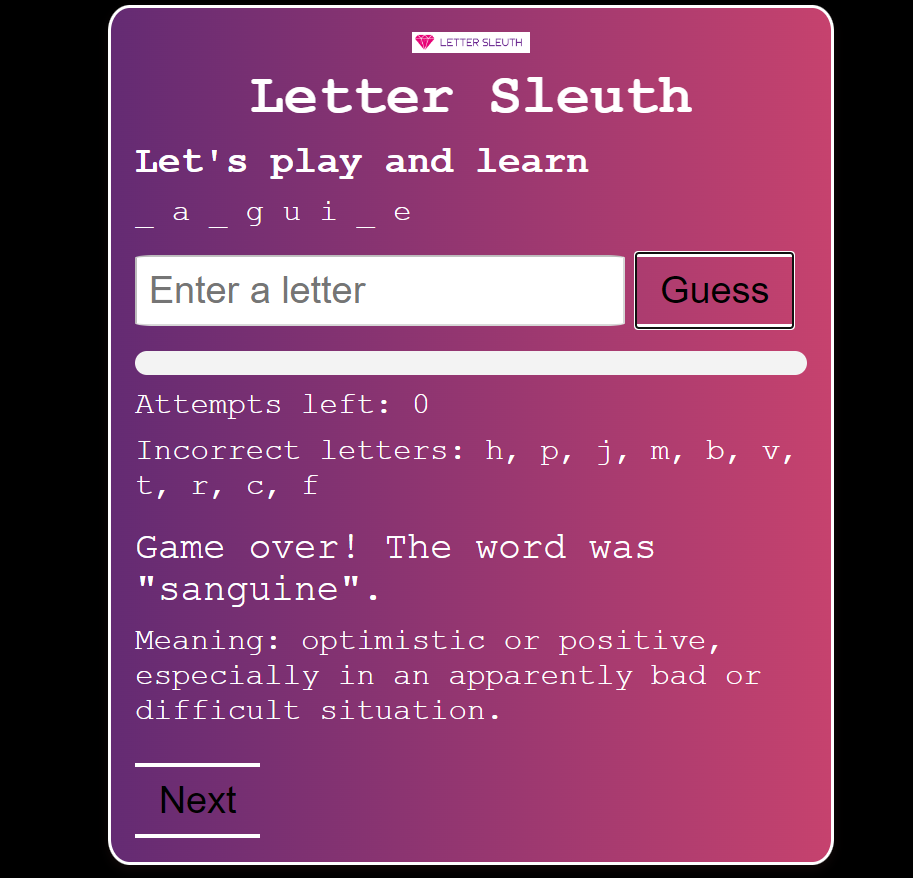 LETTER SLEUTH
Letter Sleuth
Let's play and learn
_ a _ g u i _ e
Enter a letter
Guess
Attempts left: 0
Incorrect letters: h, p, j, m, b, v,
t, r, c, f
Game over! The word was
"sanguine".
Meaning: optimistic or positive,
especially in an apparently bad or
difficult situation.
Next